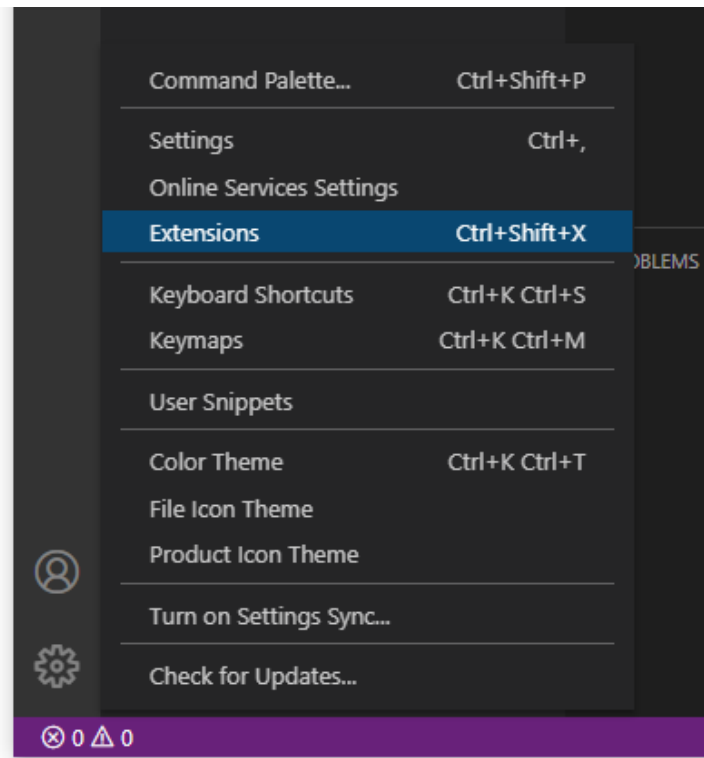 Command Palette... Ctrl+Shift+P
Settings Ctrl+,
Online Services Settings
Extensions Ctrl+Shift+X
OBLEMS
Keyboard Shortcuts Ctrl+K Ctrl+S
Keymaps Ctrl+K Ctrl+M
User Snippets
Color Theme Ctrl+K Ctrl+T
File Icon Theme
Product Icon Theme
Turn on Settings Sync...
Check for Updates...
0 0